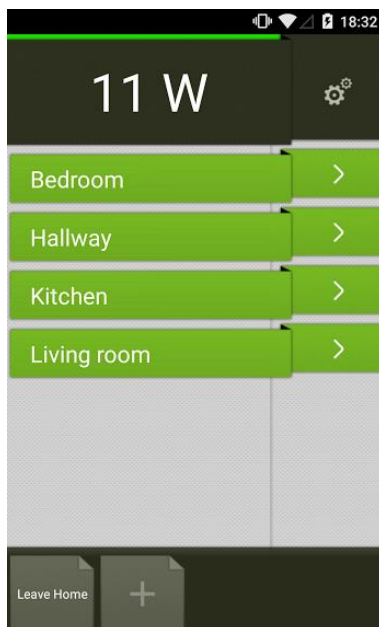 18:32
11 W
Bedroom
Hallway
Kitchen
Living room
Leave Home